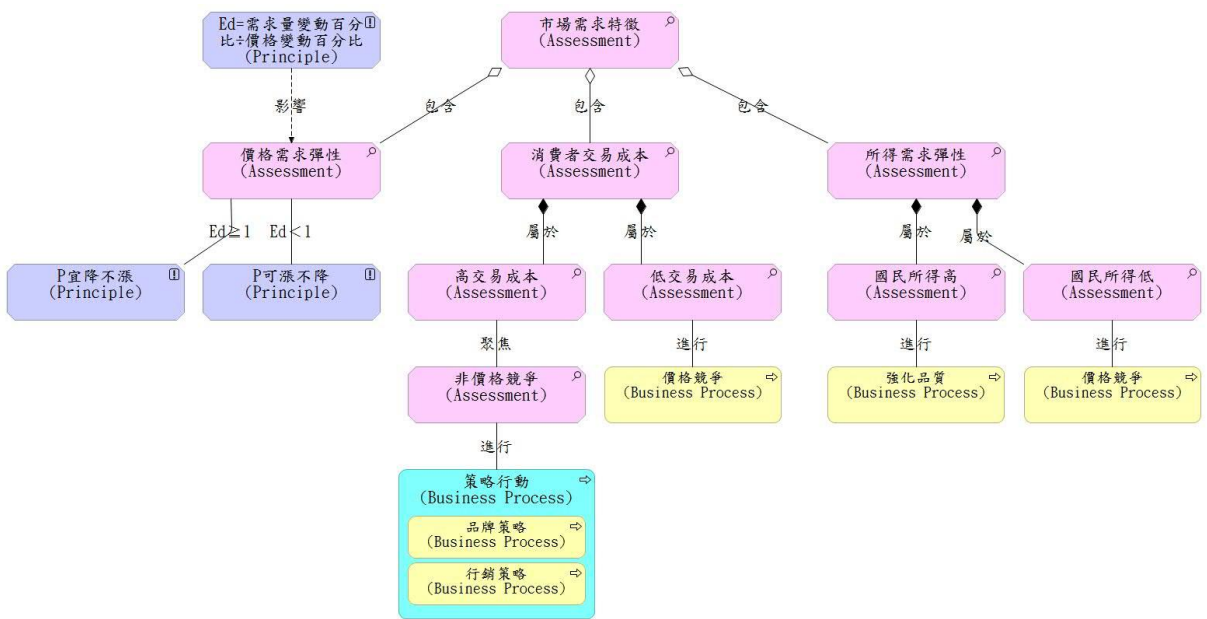 Ed=需求量變動百分
比÷價格變動百分比
(Principle)
市場需求特徵
(Assessment)
影響
包含
包含
包含
價格需求彈性
(Assessment)
消費者交易成本
(Assessment)
所得需求彈性
(Assessment)
Ed≧1
Ed＜1
屬於
屬於
屬於
屬於
P宜降不漲
(Principle)
P可漲不降
(Principle)
高交易成本
(Assessment)
低交易成本
(Assessment)
國民所得高
(Assessment)
國民所得低
(Assessment)
聚焦
進行
進行
進行
非價格競爭
(Assessment)
價格競爭
(Business Process)
強化品質
(Business Process)
價格競爭
(Business Process)
進行
策略行動
(Business Process)
品牌策略
(Business Process)
行銷策略
(Business Process)